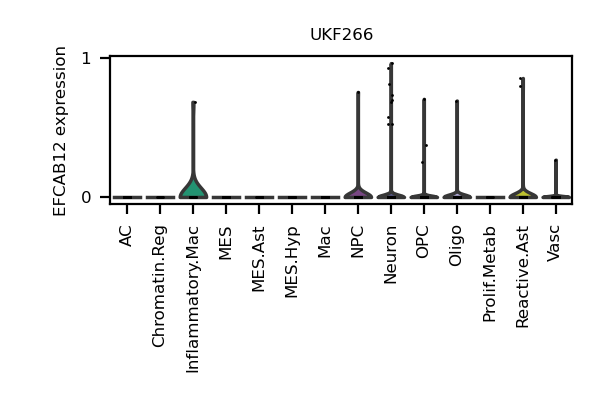 UKF266
EFCAB12 expression
1
0
AC
Chromatin.Reg
Inflammatory.Mac
MES
MES.Ast
MES.Hyp
Mac
NPC
Neuron
OPC
Oligo
Prolif.Metab
Reactive.Ast
Vasc